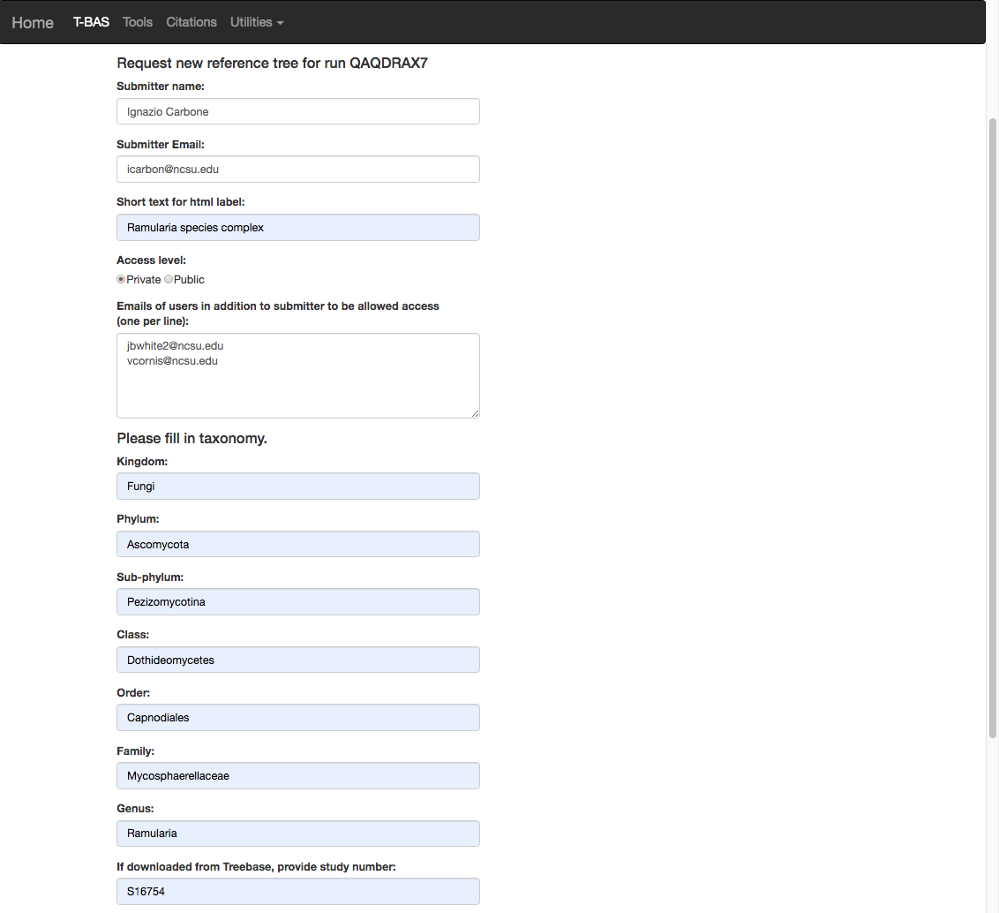 Home T-BAS Tools Citations Utilities
Request new reference tree for run QAQDRAX7
Submitter name:
Ignazio Carbone
Submitter Email:
icarbon@ncsu.edu
Short text for html label:
Ramularia species complex
Access level:
Private Public
Emails of users in addition to submitter to be allowed access
(one per line):
jbwhite2@ncsu.edu
vcornis@ncsu.edu
Please fill in taxonomy.
Kingdom:
Fungi
Phylum:
Ascomycota
Sub-phylum:
Pezizomycotina
Class:
Dothideomycetes
Order:
Capnodiales
Family:
Mycosphaerellaceae
Genus:
Ramularia
If downloaded from Treebase, provide study number:
S16754